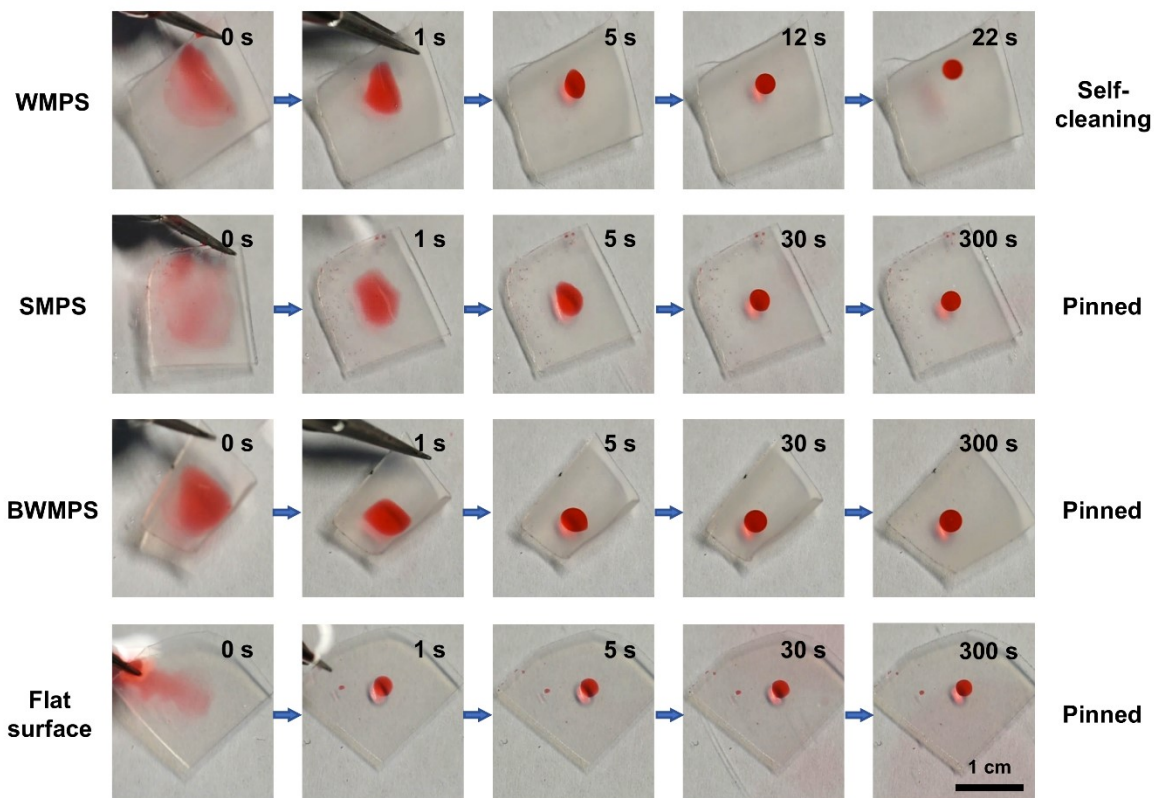 0 s
1 s
5 s
12 s
22 s
WMPS
Self-
cleaning
0 s
1 s
5 s
30 s
300 s
SMPS
Pinned
0 s
1 s
5 s
30 s
300 s
BWMPS
Pinned
0 s
1 s
5 s
30 s
300 s
Flat
surface
Pinned
1 cm